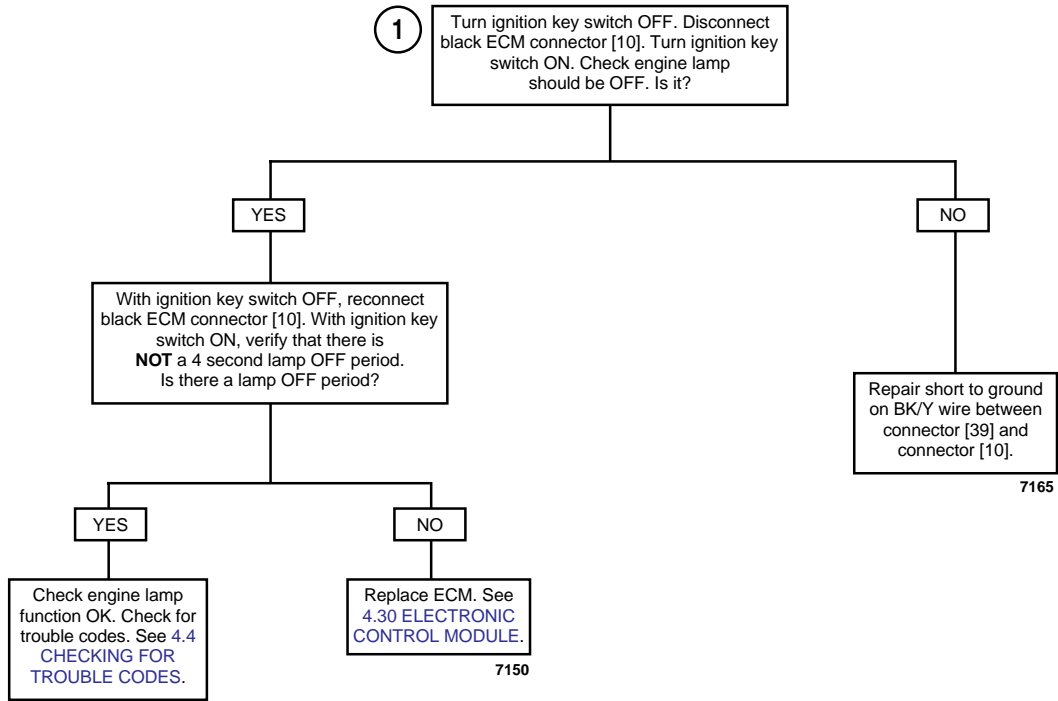 1
Turn ignition key switch OFF. Disconnect
black ECM connector [10]. Turn ignition key
switch ON. Check engine lamp
should be OFF. Is it?
YES
NO
With ignition key switch OFF, reconnect
black ECM connector [10]. With ignition key
switch ON, verify that there is
NOT a 4 second lamp OFF period.
Is there a lamp OFF period?
Repair short to ground
on BK/Y wire between
connector [39] and
connector [10].
7165
YES
NO
Check engine lamp
function OK. Check for
trouble codes. See 4.4
CHECKING FOR
TROUBLE CODES.
Replace ECM. See
4.30 ELECTRONIC
CONTROL MODULE.
7150